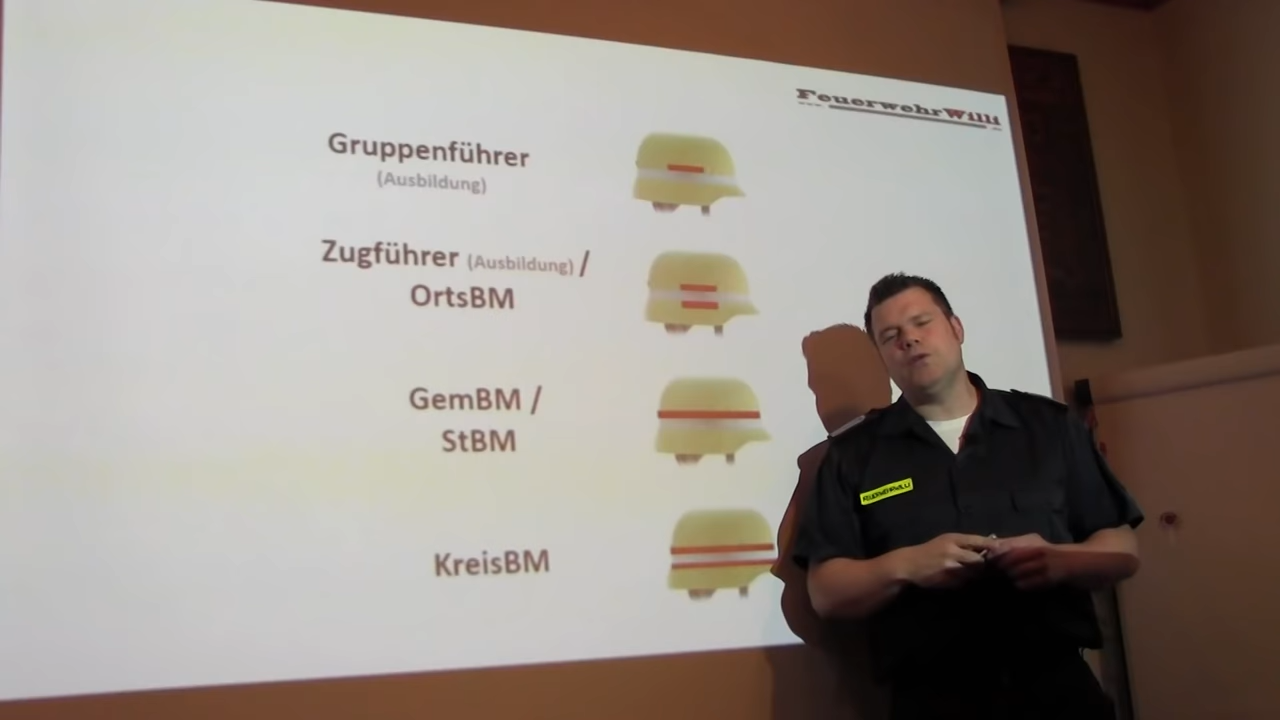 FeuerwehrWilli
Gruppenführer
(Ausbildung)
Zugführer (Ausbildung) /
OrtsBM
GemBM /
StBM
KreisBM
FEUERWEHRWILLI